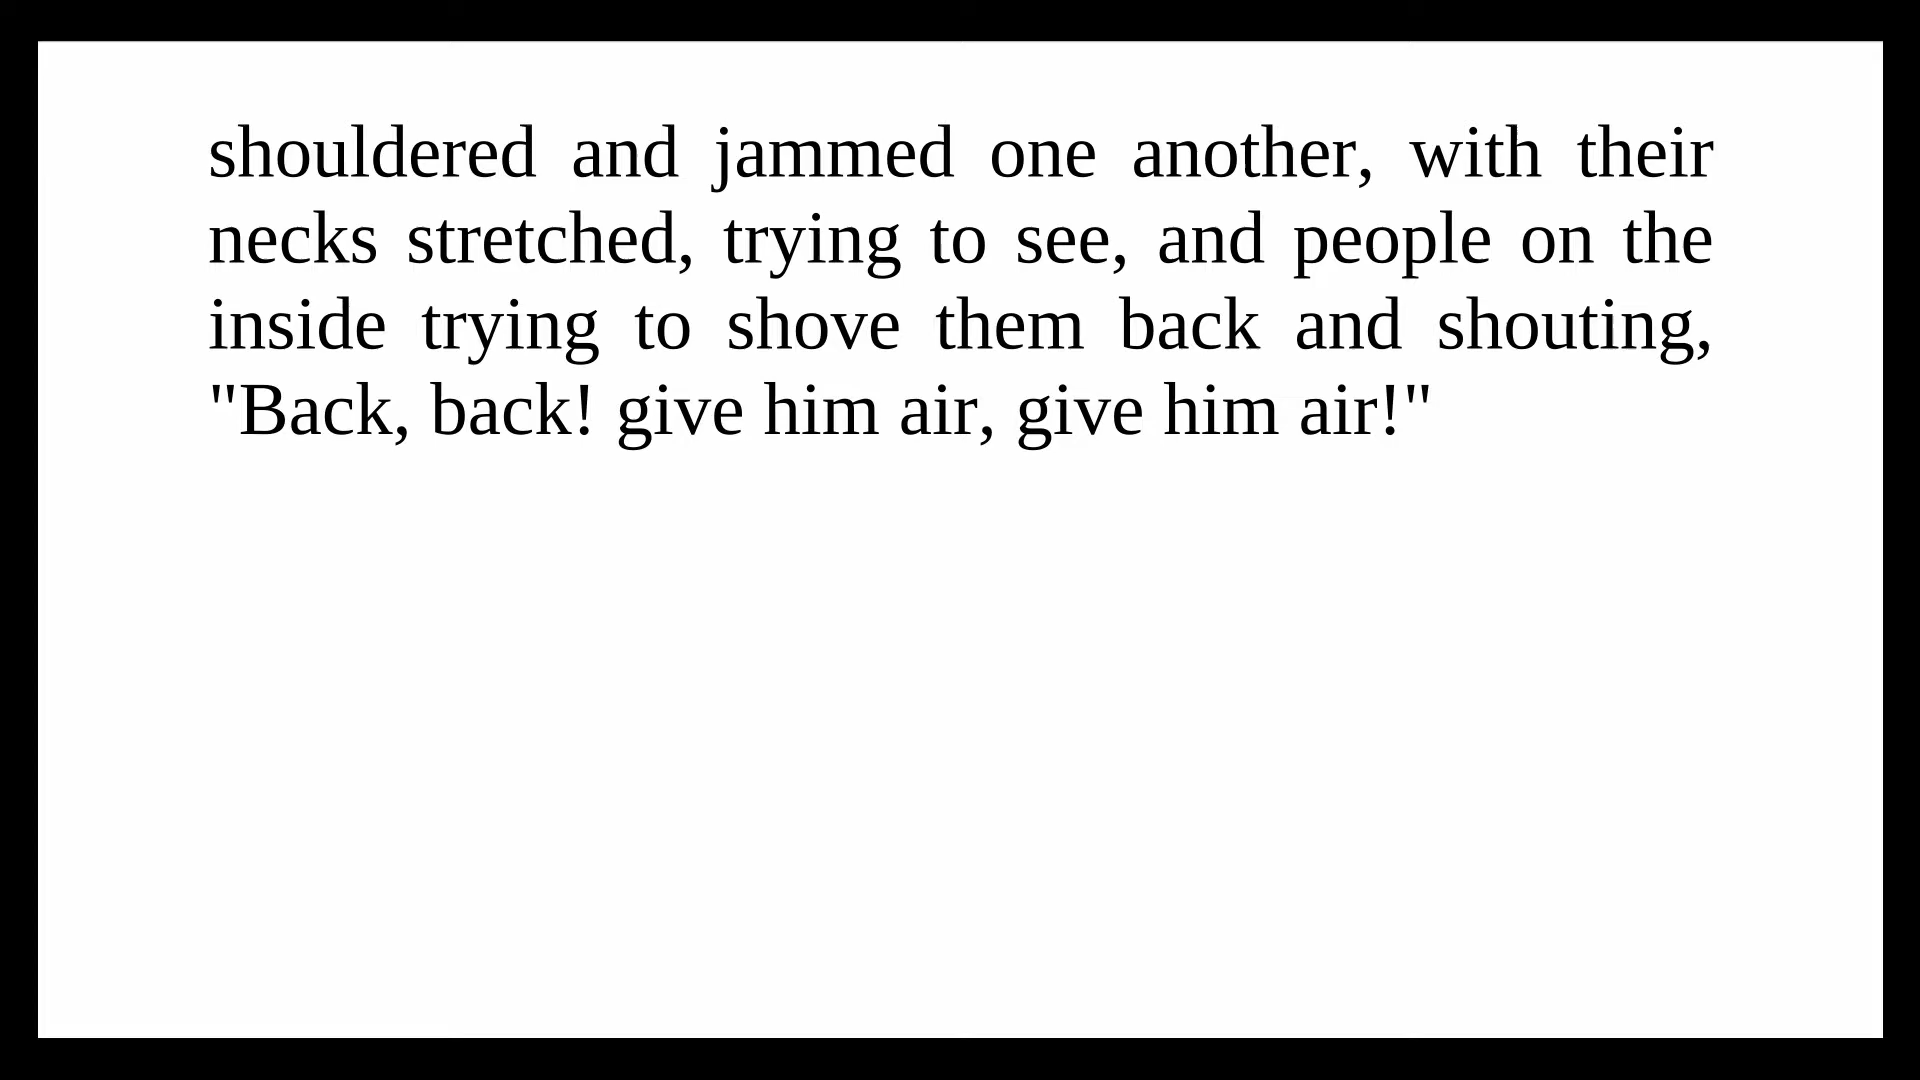 shouldered and jammed one another, with their
necks stretched, trying to see, and people on the
inside trying to shove them back and shouting,
"Back, back! give him air, give him air!"